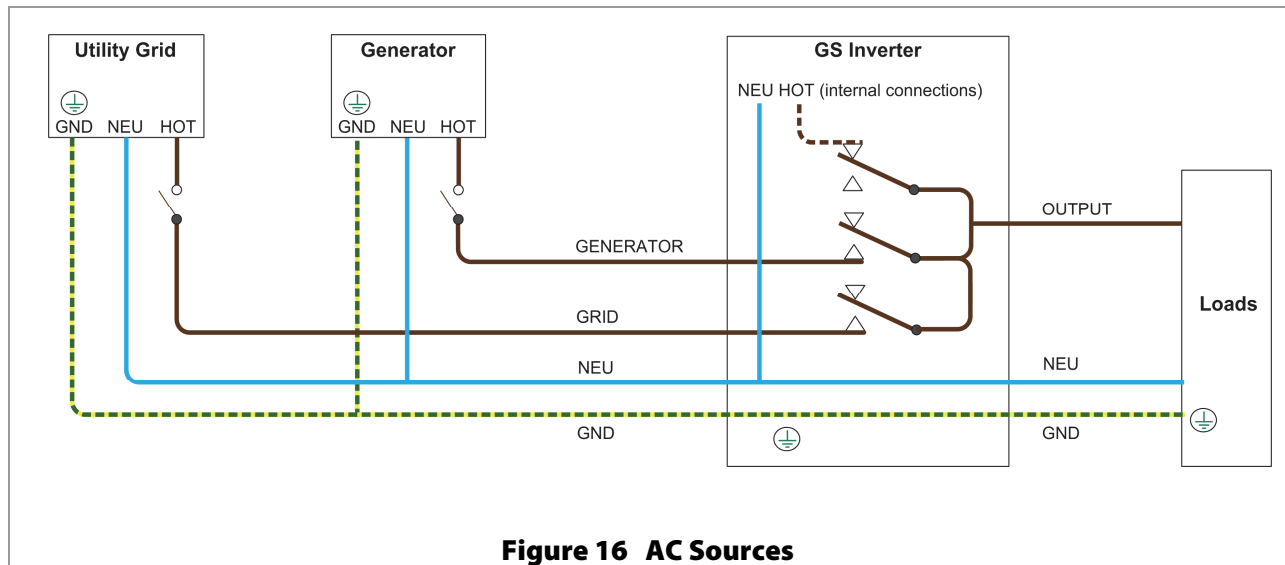 Utility Grid
GND NEU HOT
Generator
GND NEU HOT
GS Inverter
NEU HOT (internal connections)
OUTPUT
GENERATOR
GRID
Loads
NEU
NEU
GND
GND
Figure 16 AC Sources